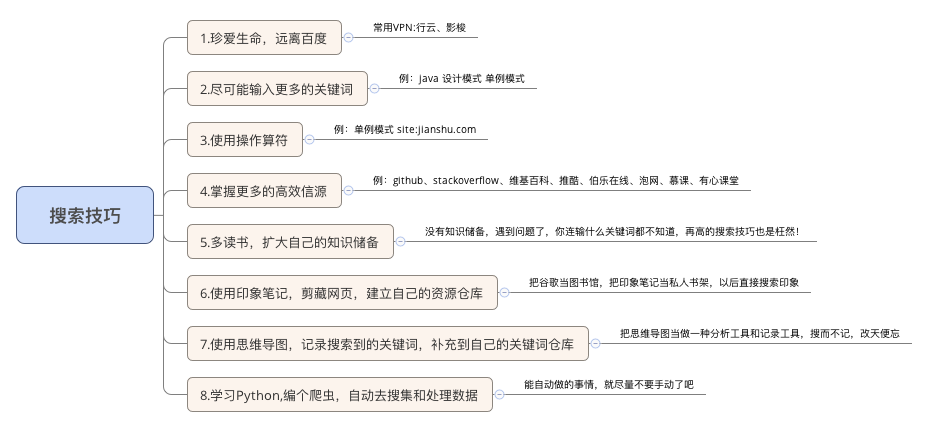 搜索技巧
1.珍爱生命，远离百度
常用VPN:行云、影梭
2.尽可能输入更多的关键词
例：java 设计模式 单例模式
3.使用操作算符
例：单例模式 site:jianshu.com
4.掌握更多的高效信源
例：github、stackoverflow、维基百科、推酷、伯乐在线、泡网、慕课、有心课堂
5.多读书，扩大自己的知识储备
没有知识储备，遇到问题了，你连输什么关键词都不知道，再高的搜索技巧也是枉然！
6.使用印象笔记，剪藏网页，建立自己的资源仓库
把谷歌当图书馆，把印象笔记当私人书架，以后直接搜索印象
7.使用思维导图，记录搜索到的关键词，补充到自己的关键词仓库
把思维导图当做一种分析工具和记录工具，搜而不记，改天便忘
8.学习Python,编个爬虫，自动去搜集和处理数据
能自动做的事情，就尽量不要手动了吧